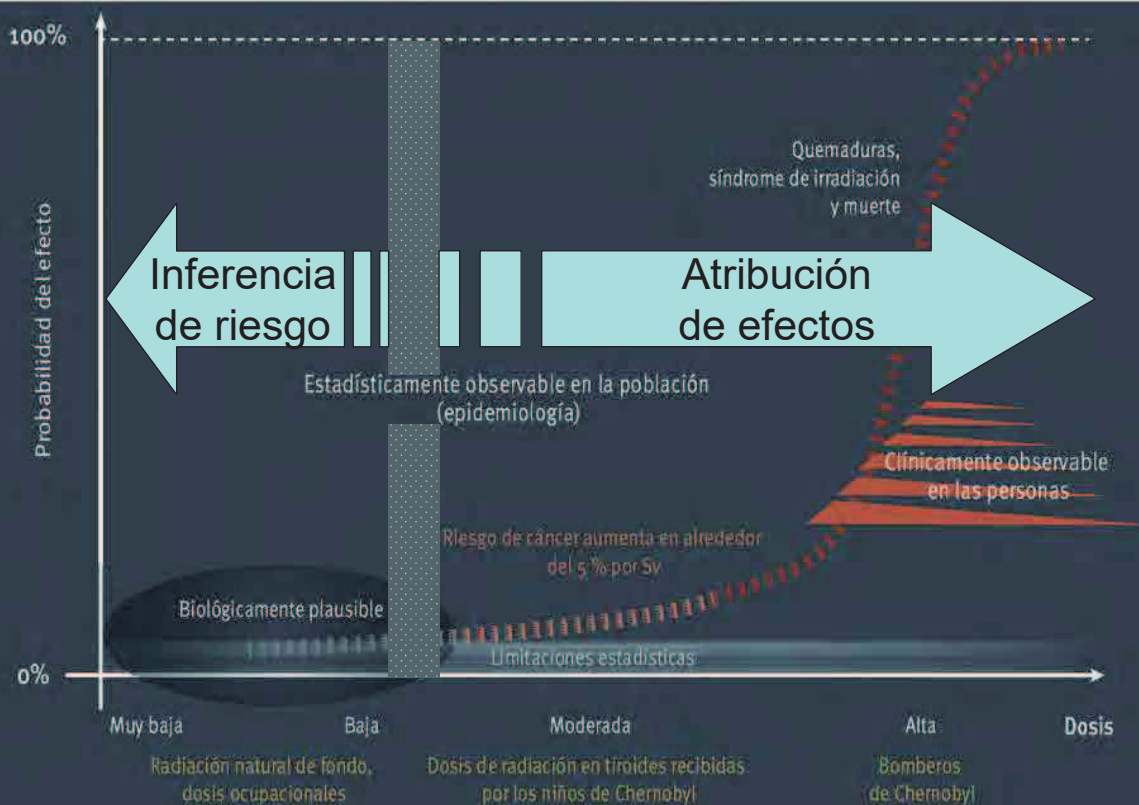 100%
Probabilidad del efecto
Quemaduras,
síndrome de irradiación
y muerte
Inferencia
de riesgo
Atribución
de efectos
Estadísticamente observable en la población
(epidemiología)
Clínicamente observable
en las personas
Riesgo de cáncer aumenta en alrededor
del 5 % por Sv
Biológicamente plausible
Limitaciones estadísticas
0%
Muy baja
Baja
Moderada
Alta
Dosis
Radiación natural de fondo,
dosis ocupacionales
Dosis de radiación en tiroides recibidas
por los niños de Chernobyl
Bomberos
de Chernobyl